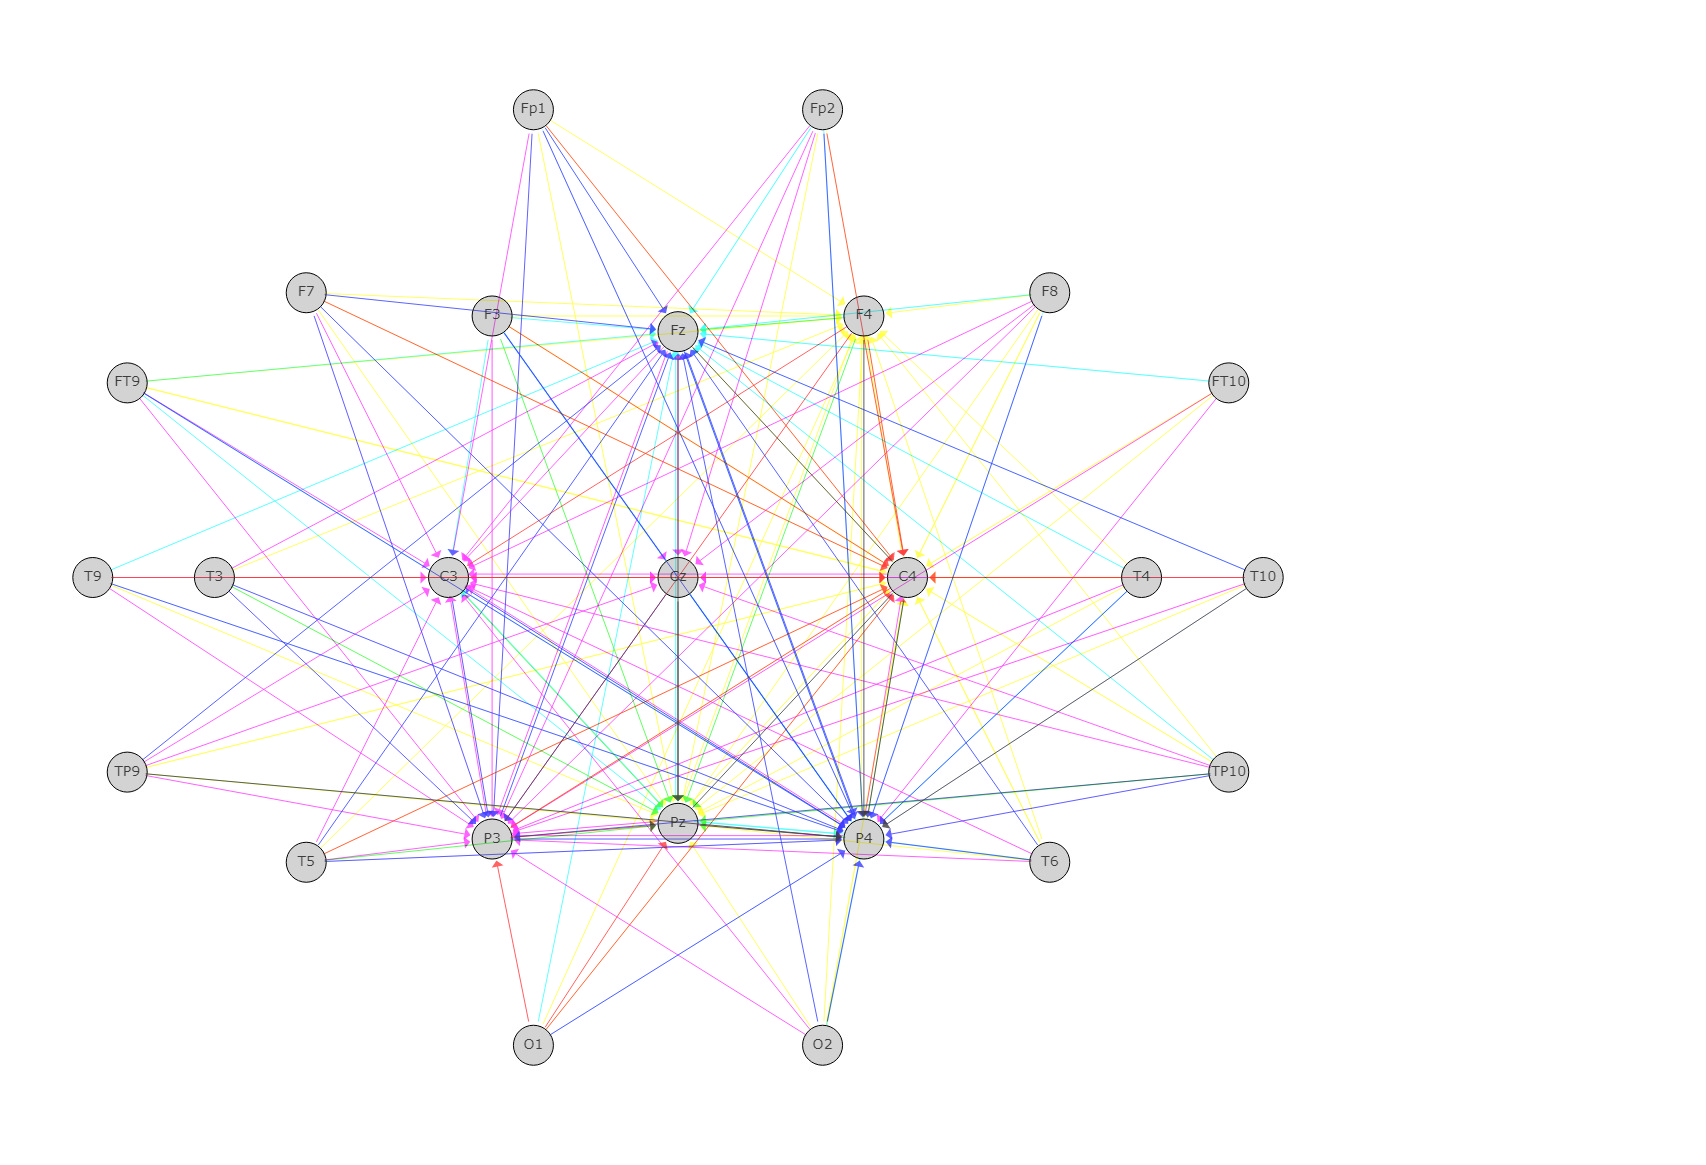 Fp1 Fp2
F7 F3 Fz F4 F8
FT9 FT10
T9 T3 C3 Cz C4 T4 T10
TP9 TP10
T5 P3 Pz P4 T6
O1 O2